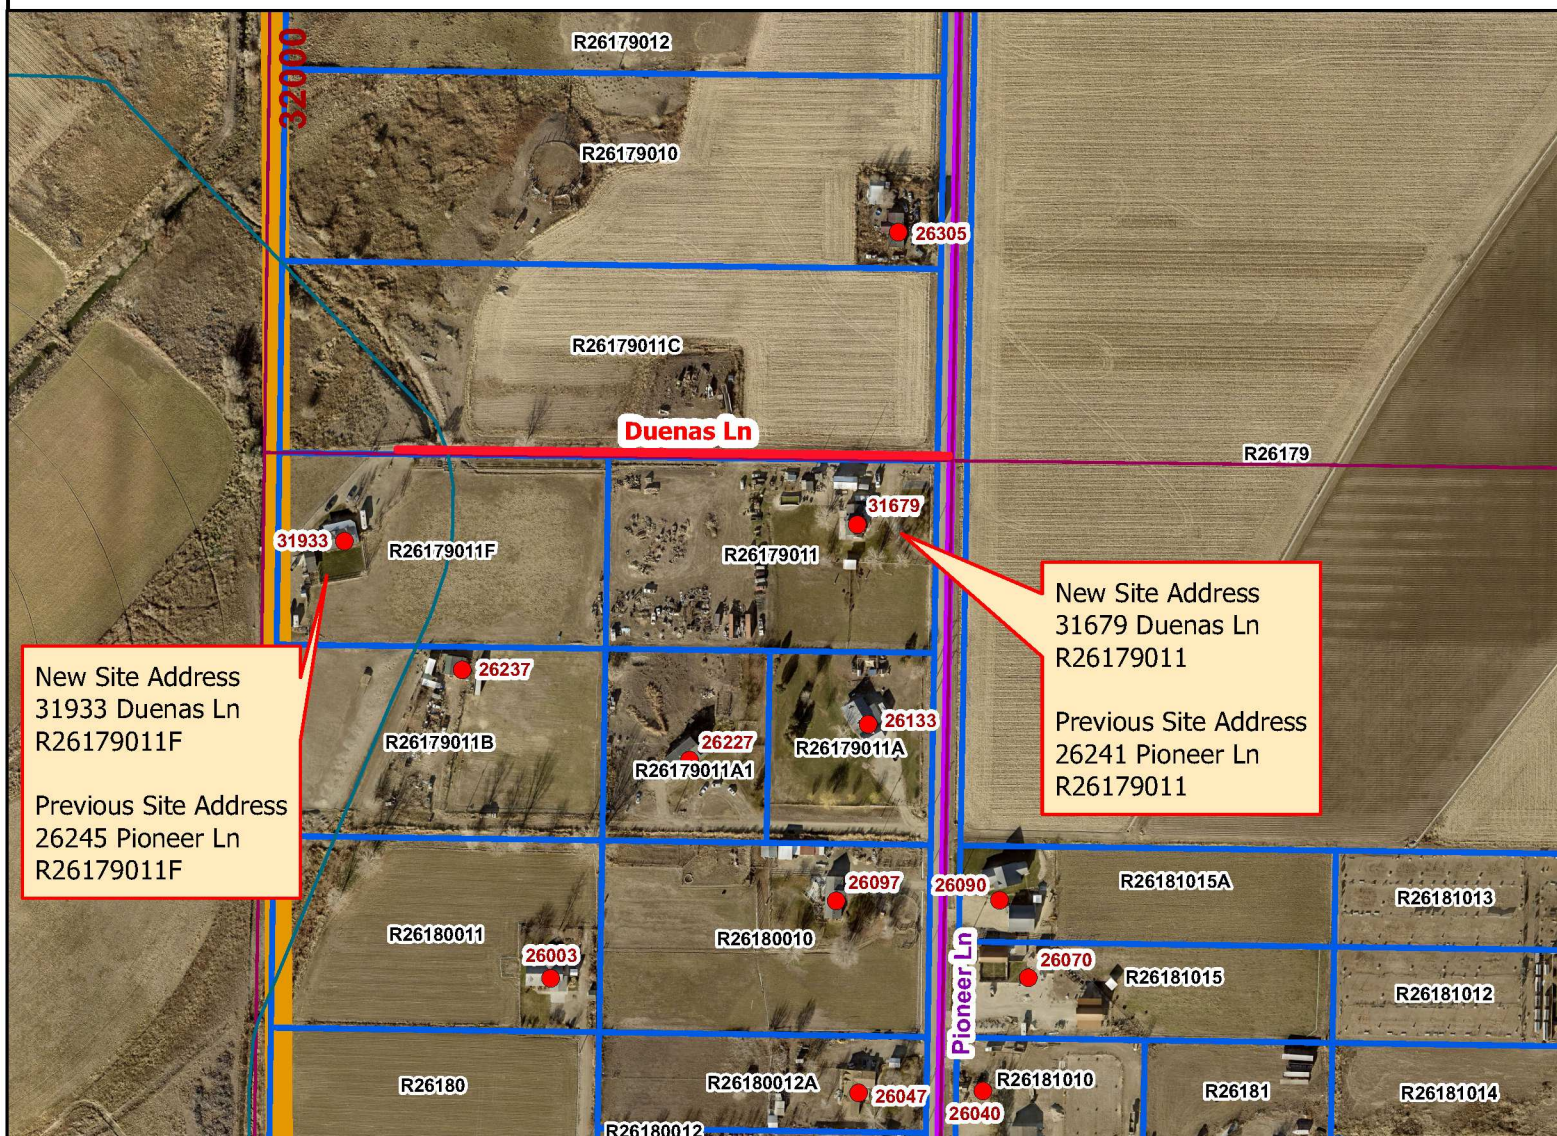 32000
R26179012
R26179010
26305
R26179011C
Duenas Ln
R26179
31679
31933
R26179011F
R26179011
New Site Address
31679 Duenas Ln
R26179011
Previous Site Address
26241 Pioneer Ln
R26179011
New Site Address
31933 Duenas Ln
R26179011F
Previous Site Address
26245 Pioneer Ln
R26179011F
26237
R26179011B
26227
R26179011A1
26133
R26179011A
26097
26090
R26181015A
R26181013
R26180011
26003
R26180010
Pioneer Ln
26070
R26181015
R26181012
R26180
R26180012A
26047
R26181010
26040
R26181
R26181014
R26180012